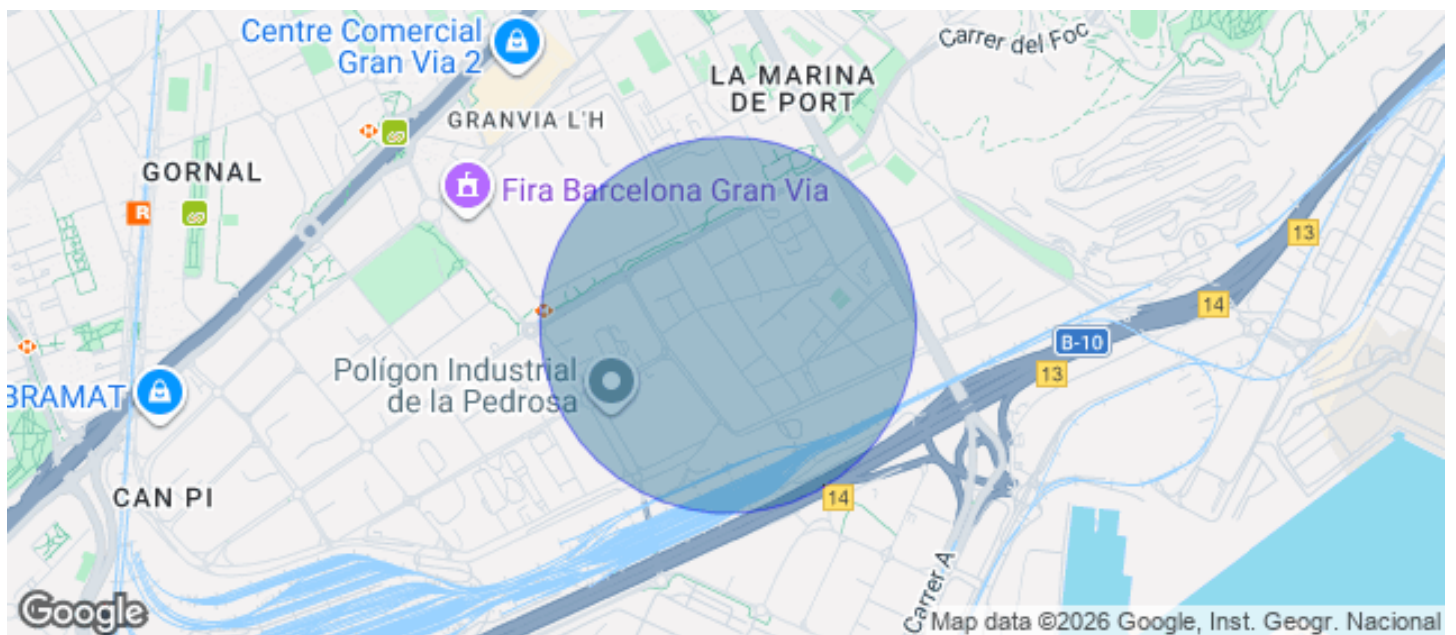 Centre Comercial
Gran Via 2
Carrer del Foc
LA MARINA
DE PORT
GRANVIA L'H
GORNAL
Fira Barcelona Gran Via
R
13
14
B-10
13
Polígon Industrial
de la Pedrosa
BRAMAT
CAN PI
14
Carrer A
Google
Map data ©2026 Google, Inst. Geogr. Nacional